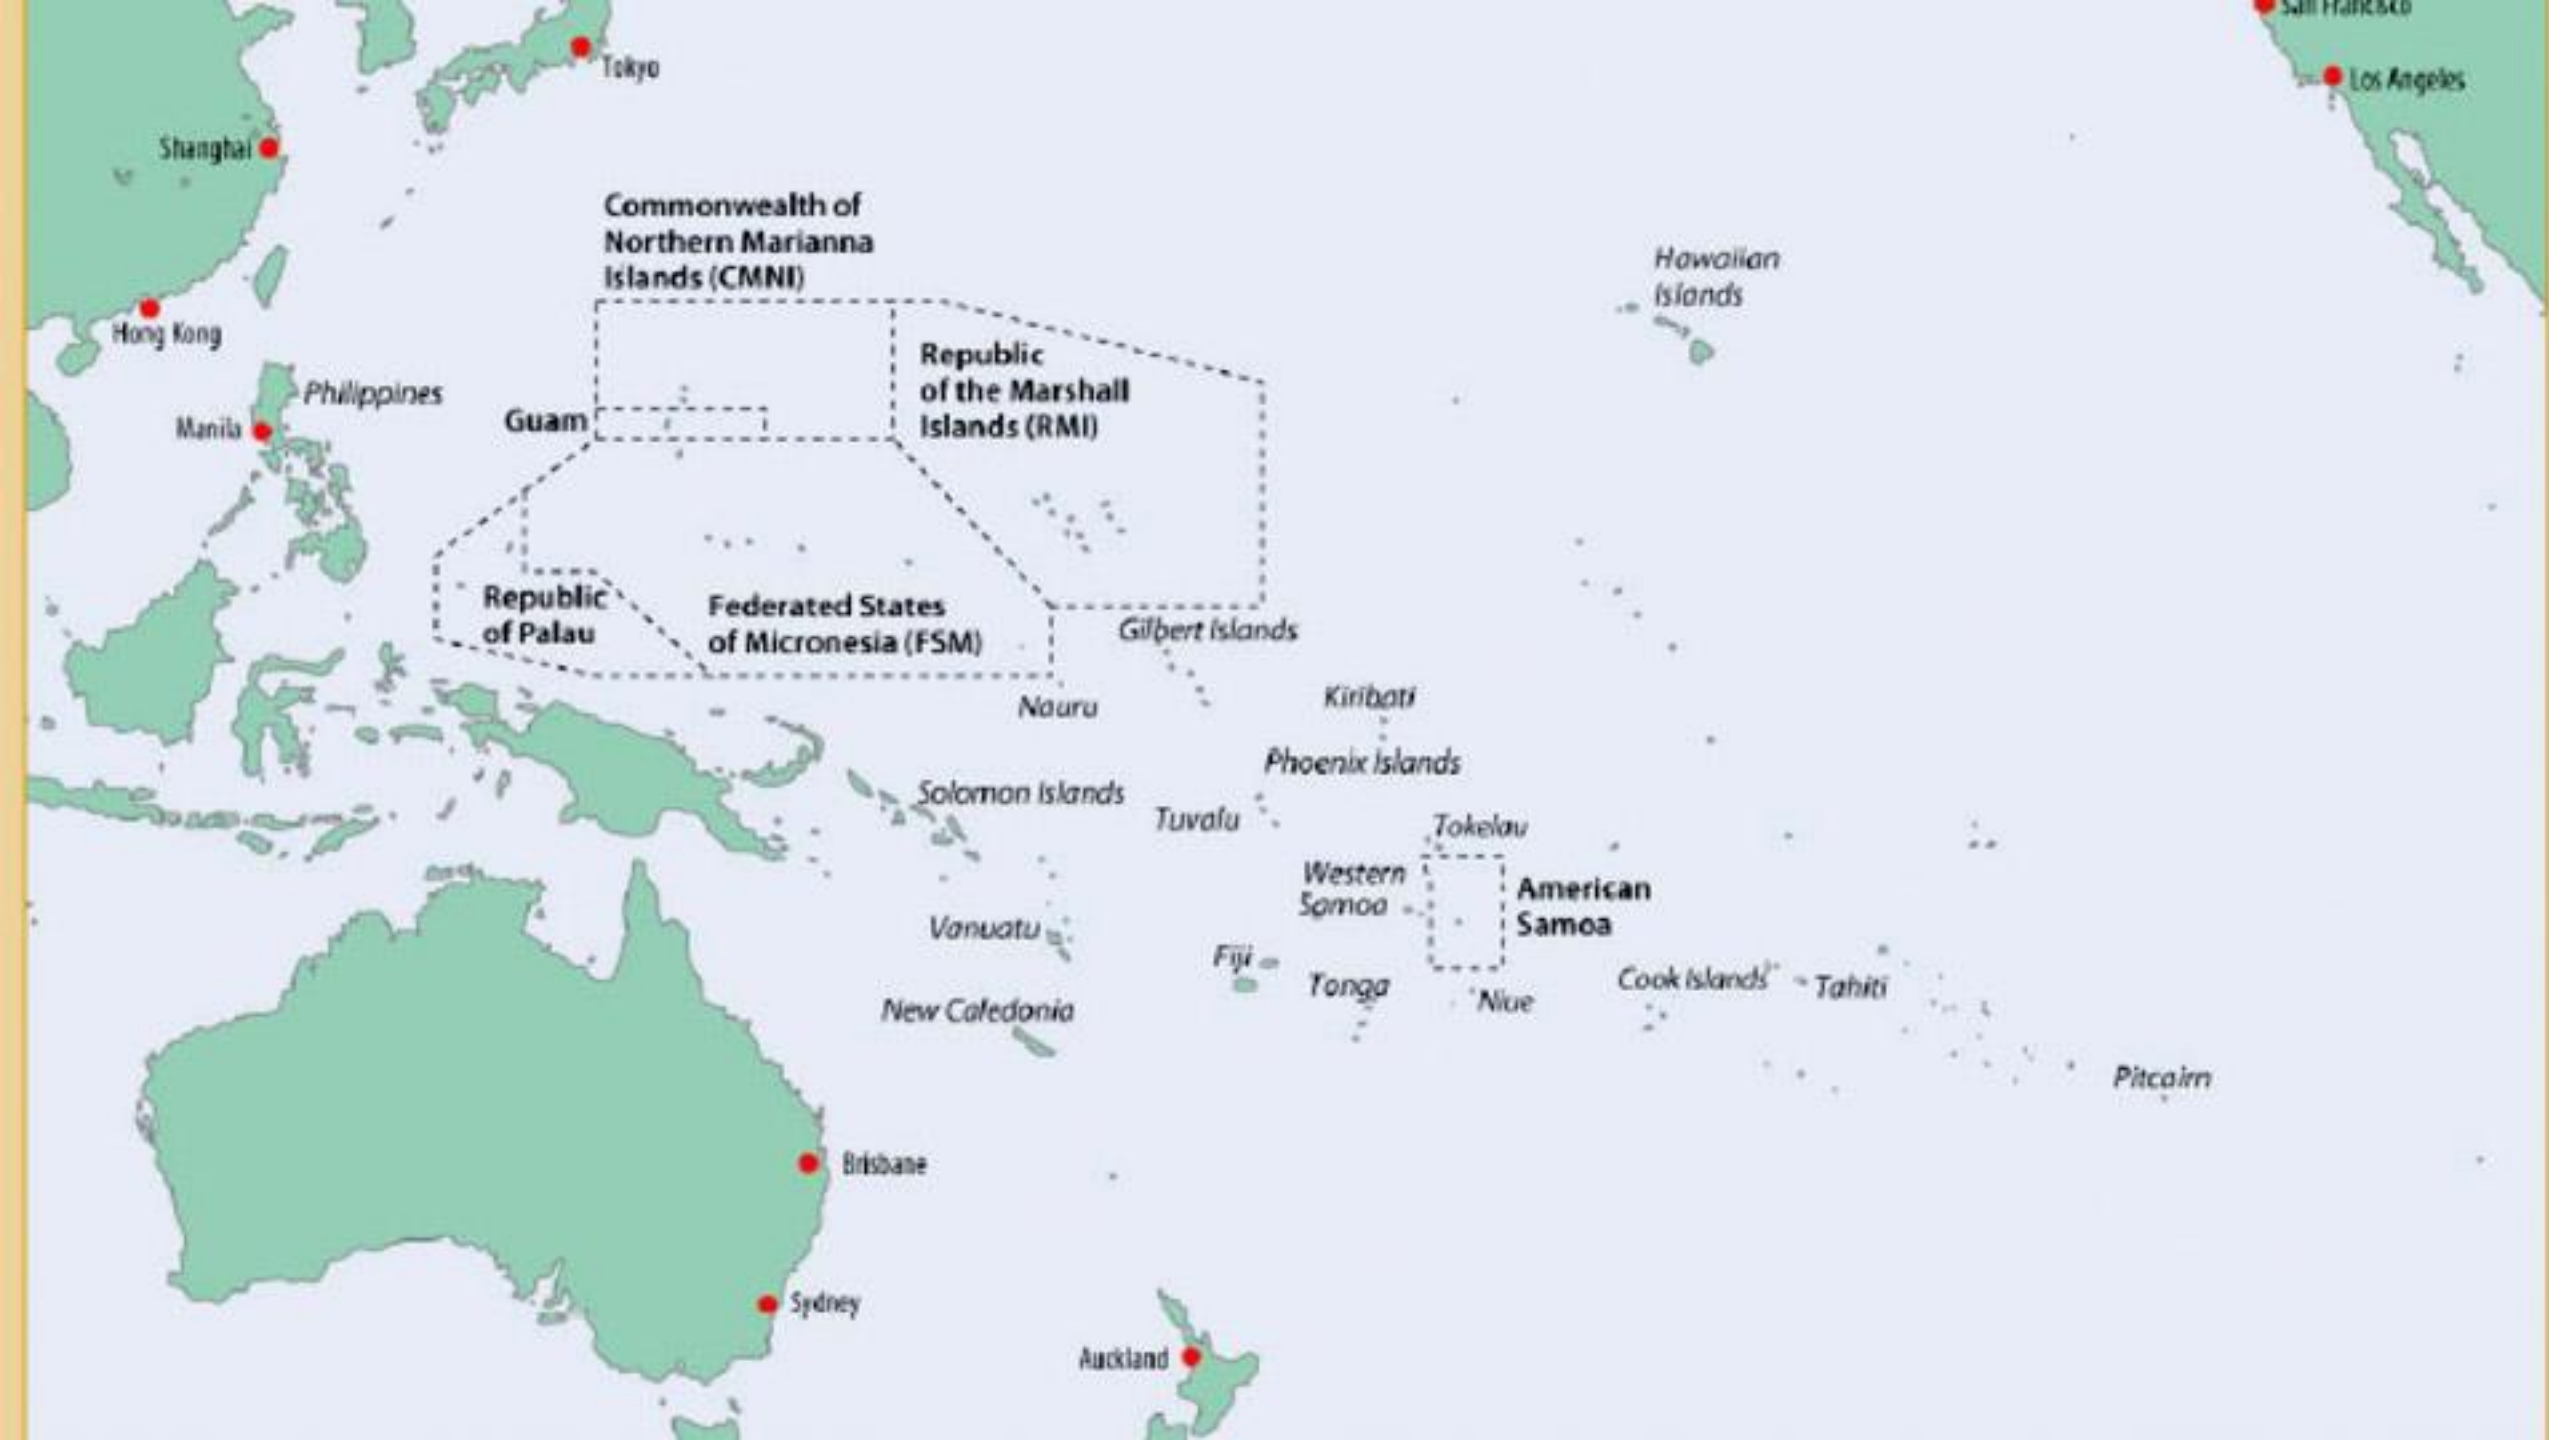 San Francisco
Tokyo
Los Angeles
Shanghai
Commonwealth of
Northern Marianna
Islands (CMNI)
Hawaiian
Islands
Hong Kong
Republic
of the Marshall
Islands (RMI)
Philippines
Guam
Manila
Republic
of Palau
Federated States
of Micronesia (FSM)
Gilbert Islands
Nauru
Kiribati
Phoenix Islands
Solomon Islands
Tuvalu
Tokelau
Western
Samoa
American
Samoa
Vanuatu
Fiji
Tonga
Niue
Cook Islands
Tahiti
New Caledonia
Pitcairn
Brisbane
Sydney
Auckland